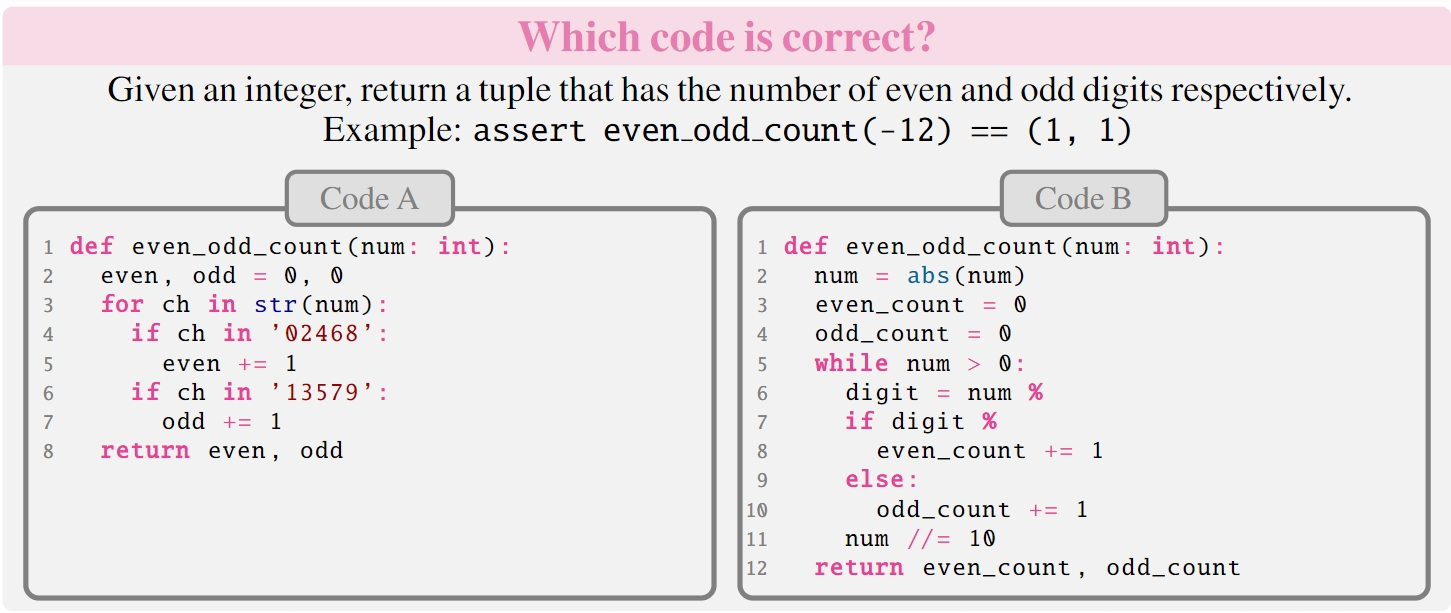 Which code is correct?
Given an integer, return a tuple that has the number of even and odd digits respectively.
Example: assert even_odd_count(-12) == (1, 1)
Code A
1 def even_odd_count(num: int):
2   even, odd = 0, 0
3   for ch in str(num):
4     if ch in ’02468’:
5       even += 1
6     if ch in ’13579’:
7       odd += 1
8   return even, odd
Code B
1 def even_odd_count(num: int):
2   num = abs(num)
3   even_count = 0
4   odd_count = 0
5   while num > 0:
6     digit = num %
7     if digit %
8       even_count += 1
9     else:
10       odd_count += 1
11     num //= 10
12   return even_count, odd_count